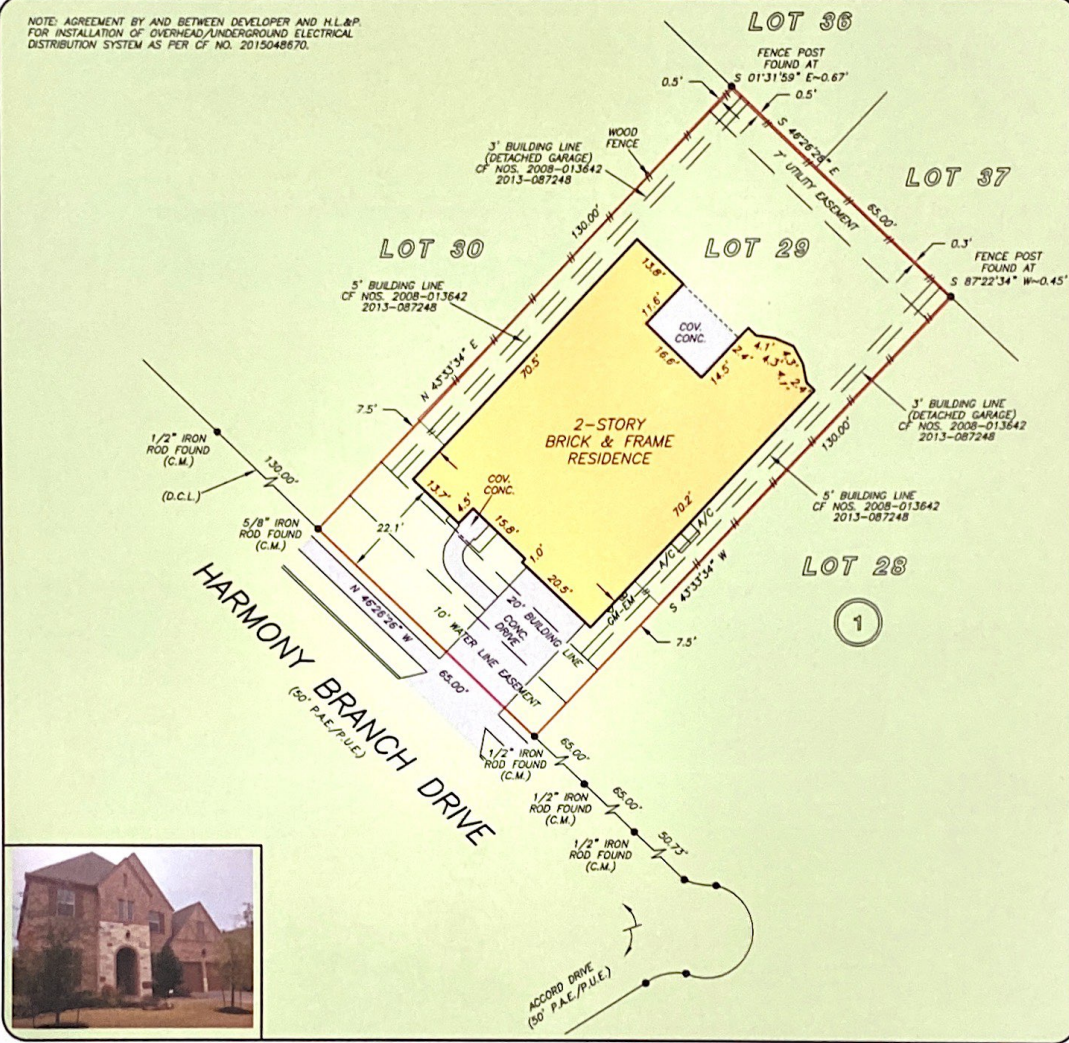 NOTE: AGREEMENT BY AND BETWEEN DEVELOPER AND H.L.&P.
FOR INSTALLATION OF OVERHEAD/UNDERGROUND ELECTRICAL
DISTRIBUTION SYSTEM AS PER CF NO. 2015048670.
LOT 36
FENCE POST
FOUND AT
S 01°31'59" E~0.67'
0.5'
0.5'
WOOD
FENCE
S 46°26'26" E
7' UTILITY EASEMENT
65.00'
3' BUILDING LINE
(DETACHED GARAGE)
CF NOS. 2008-013642
2013-087248
LOT 37
130.00'
LOT 30
LOT 29
0.3'
FENCE POST
FOUND AT
S 87°22'34" W~0.45'
5' BUILDING LINE
CF NOS. 2008-013642
2013-087248
13.8'
11.6'
COV.
CONC.
16.6'
14.5'
2.4'
4.1'
4.3'
4.3'
4.1'
2.4'
70.5'
N 43°33'34" E
7.5'
3' BUILDING LINE
(DETACHED GARAGE)
CF NOS. 2008-013642
2013-087248
130.00'
2-STORY
BRICK & FRAME
RESIDENCE
1/2" IRON
ROD FOUND
(C.M.)
130.00'
(D.C.L.)
COV.
CONC.
13.7'
4.5'
15.8'
1.0'
20.5'
70.2'
A/C
A/C
5' BUILDING LINE
CF NOS. 2008-013642
2013-087248
5/8" IRON
ROD FOUND
(C.M.)
22.1'
S 43°33'34" W
LOT 28
GM-EM
1
N 46°26'26" W
10' WATER LINE EASEMENT
20' BUILDING LINE
CONC.
DRIVE
7.5'
65.00'
HARMONY BRANCH DRIVE
(50' P.A.E./P.U.E.)
1/2" IRON
ROD FOUND
(C.M.)
65.00'
1/2" IRON
ROD FOUND
(C.M.)
65.00'
1/2" IRON
ROD FOUND
(C.M.)
50.73'
ACCORD DRIVE
(50' P.A.E./P.U.E.)